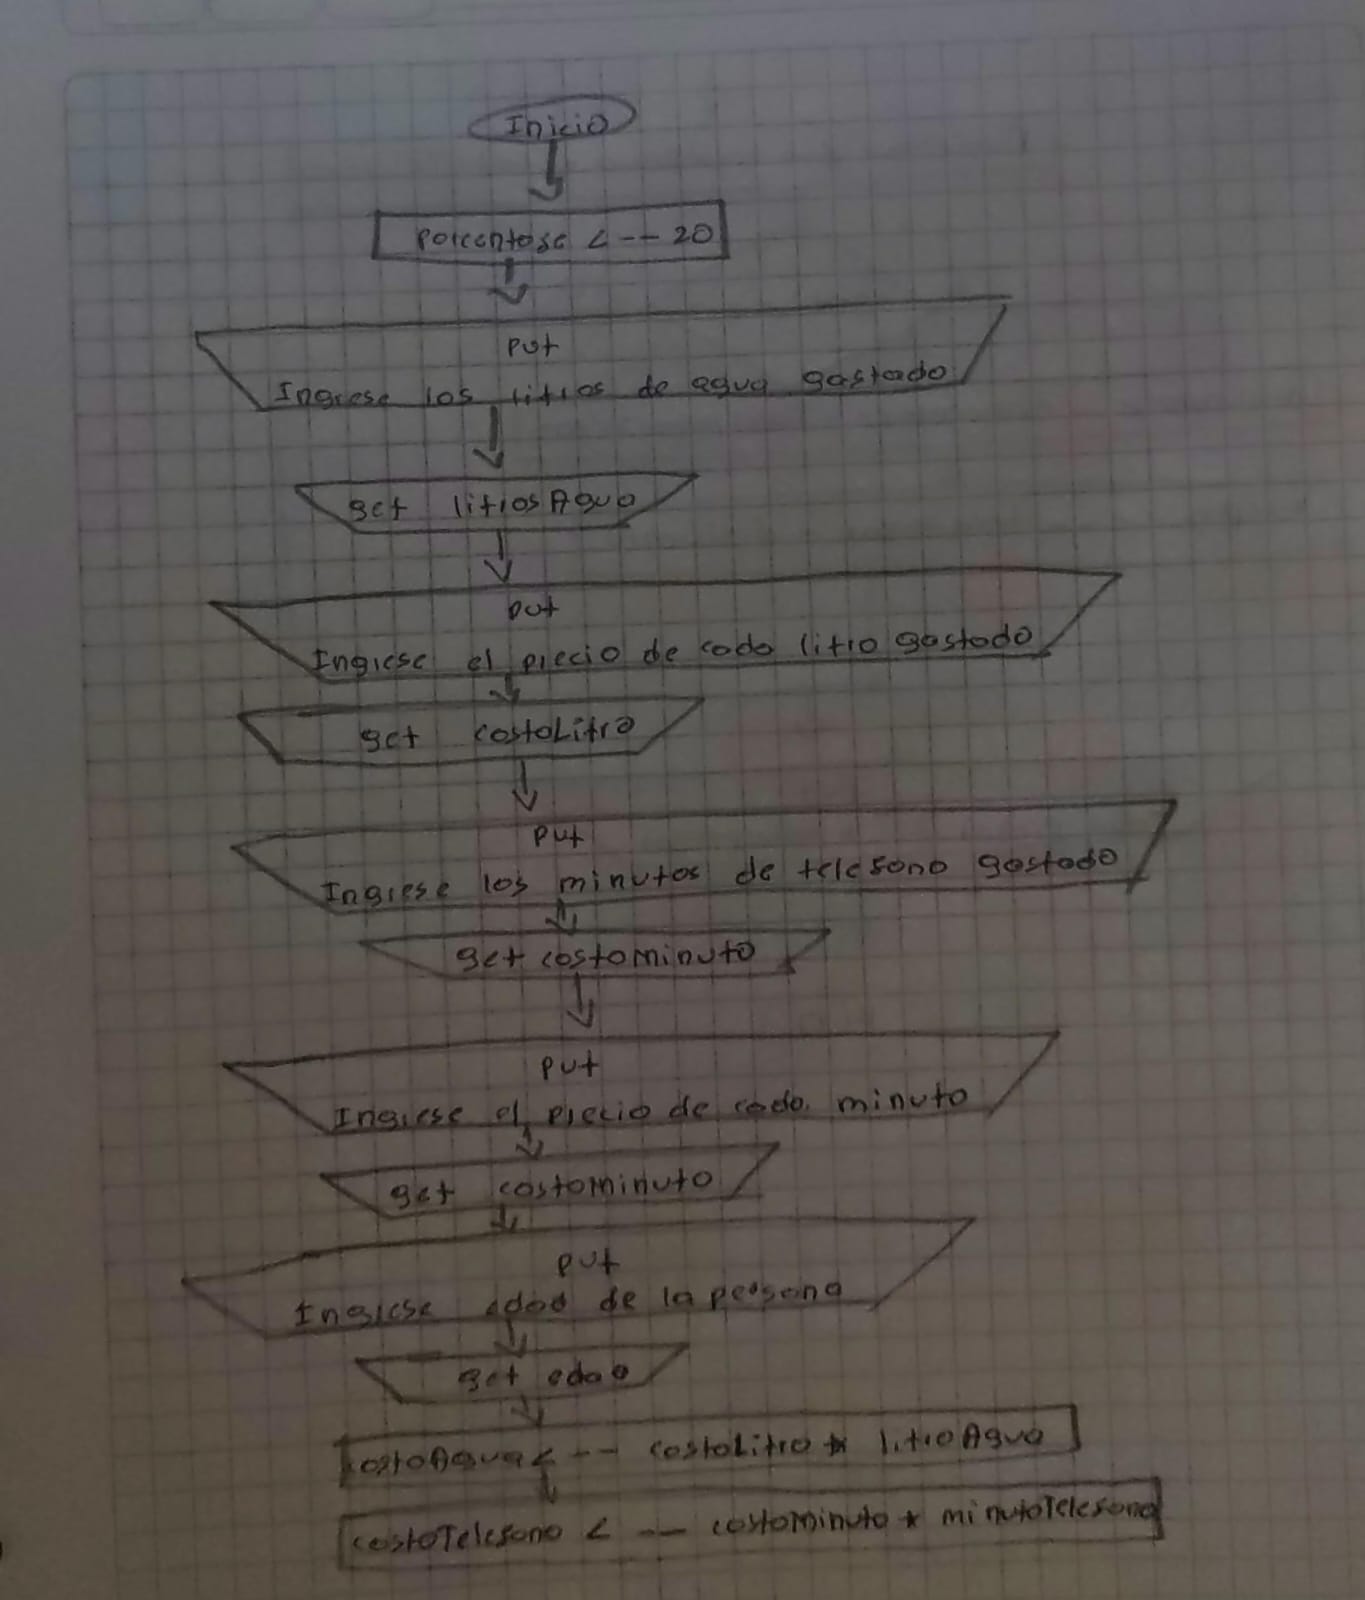 Inicio
Porcentaje <-- 20
put
Ingrese los litros de agua gastado
get litrosAgua
put
Ingrese el precio de cada litro gastado
get costoLitro
put
Ingrese los minutos de telefono gastado
get costominuto
put
Ingrese el precio de cada minuto
get costominuto
put
Ingrese edad de la persona
get edad
costoAgua <-- costoLitro * litroAgua
costoTelefono <-- costoMinuto * minutoTelefono